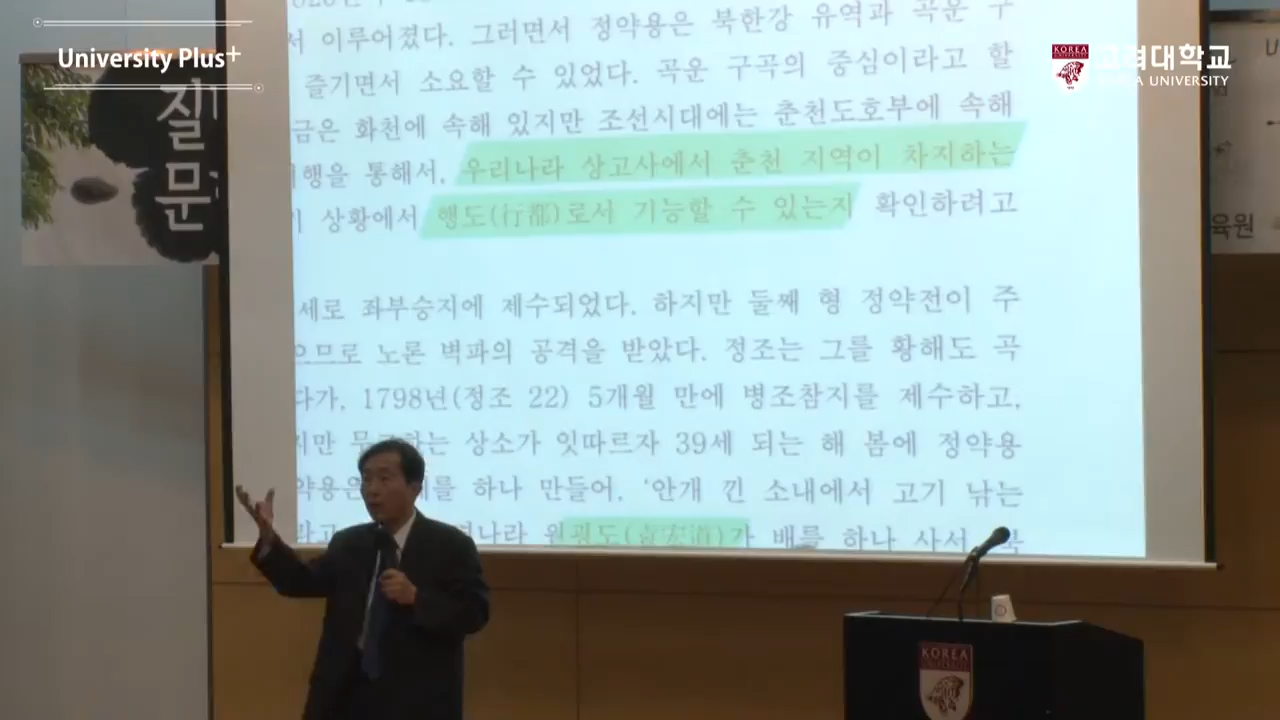 University Plus+
고려대학교
KOREA UNIVERSITY
질
문
육원
서 이루어졌다. 그러면서 정약용은 북한강 유역과 곡운 구
즐기면서 소요할 수 있었다. 곡운 구곡의 중심이라고 할
금은 화천에 속해 있지만 조선시대에는 춘천도호부에 속해
행을 통해서, 우리나라 상고사에서 춘천 지역이 차지하는
상황에서 행도(行都)로서 기능할 수 있는지 확인하려고
세로 좌부승지에 제수되었다. 하지만 둘째 형 정약전이 주
으므로 노론 벽파의 공격을 받았다. 정조는 그를 황해도 곡
다가, 1798년(정조 22) 5개월 만에 병조참지를 제수하고,
지만 상소가 잇따르자 39세 되는 해 봄에 정약용
약용은 를 하나 만들어, '안개 낀 소내에서 고기 낚는
라고 나라 원굉도(袁宏道)가 배를 하나 사서 북
KOREA